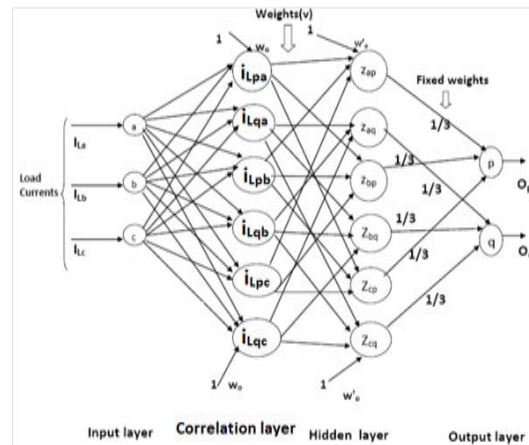 Weights(v)
1
w₀
1
w'₀
Fixed weights
Load
Currents
I_La
I_Lb
I_Lc
a
b
c
i_Lpa
i_Lqa
i_Lpb
i_Lqb
i_Lpc
i_Lqc
Z_ap
Z_aq
Z_bp
Z_bq
Z_cp
Z_cq
1/3
1/3
1/3
1/3
1/3
1/3
p
q
O
O
1
w₀
1
w'₀
Input layer
Correlation layer
Hidden layer
Output layer